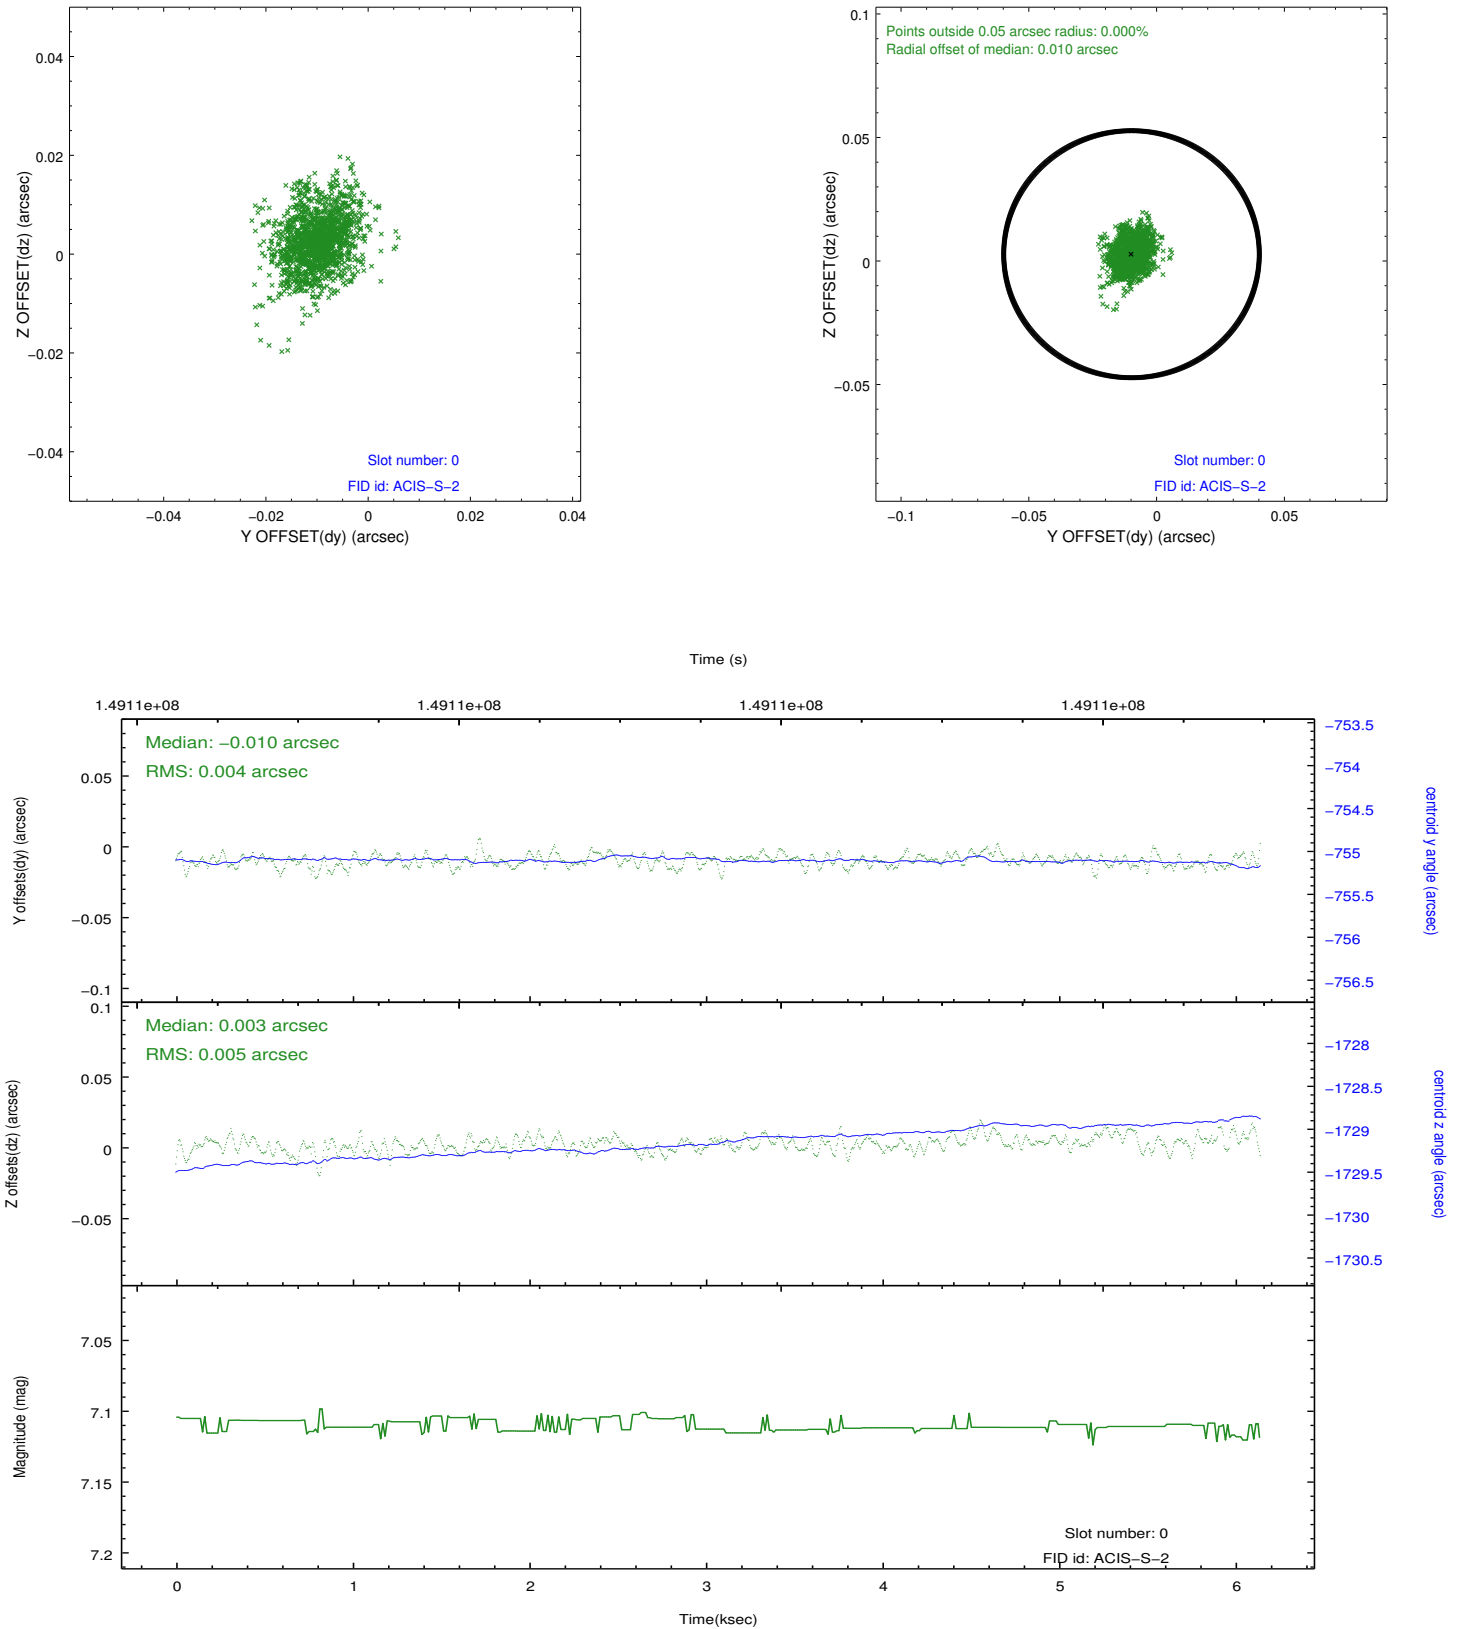 0.04
0.02
0
−0.02
−0.04
Z OFFSET(dz) (arcsec)
Slot number: 0
FID id: ACIS−S−2
−0.04
−0.02
0
0.02
0.04
Y OFFSET(dy) (arcsec)
Points outside 0.05 arcsec radius: 0.000%
Radial offset of median: 0.010 arcsec
0.1
0.05
0
−0.05
Z OFFSET(dz) (arcsec)
Slot number: 0
FID id: ACIS−S−2
−0.1
−0.05
0
0.05
Y OFFSET(dy) (arcsec)
Time (s)
1.4911e+08
1.4911e+08
1.4911e+08
1.4911e+08
Median: −0.010 arcsec
RMS: 0.004 arcsec
0.05
0
−0.05
−0.1
Y offsets(dy) (arcsec)
−753.5
−754
−754.5
−755
−755.5
−756
−756.5
centroid y angle (arcsec)
Median: 0.003 arcsec
RMS: 0.005 arcsec
0.1
0.05
0
−0.05
Z offsets(dz) (arcsec)
−1728
−1728.5
−1729
−1729.5
−1730
−1730.5
centroid z angle (arcsec)
7.05
7.1
7.15
7.2
Magnitude (mag)
Slot number: 0
FID id: ACIS−S−2
0
1
2
3
4
5
6
Time(ksec)